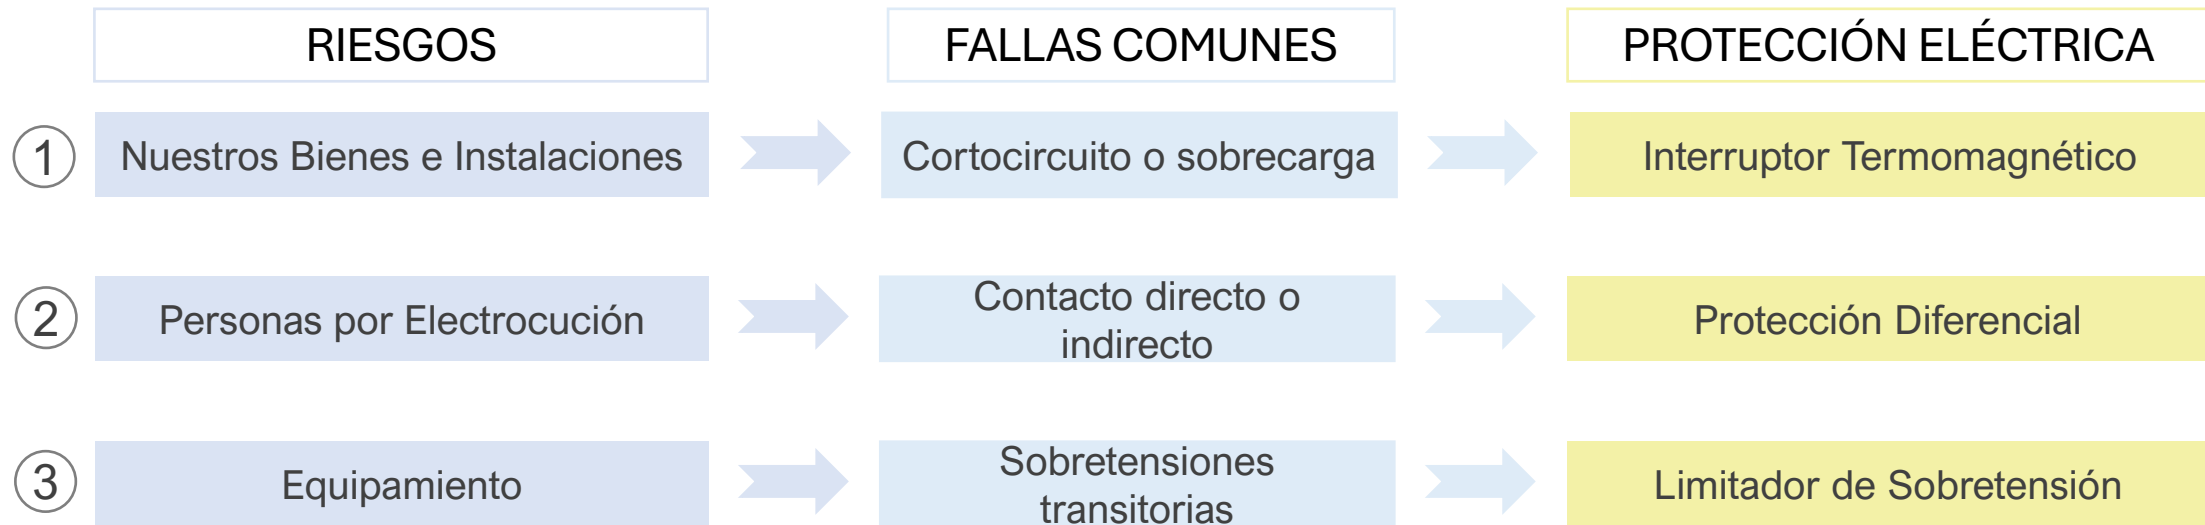 RIESGOS
FALLAS COMUNES
PROTECCIÓN ELÉCTRICA
1
Nuestros Bienes e Instalaciones
Cortocircuito o sobrecarga
Interruptor Termomagnético
2
Personas por Electrocución
Contacto directo o
indirecto
Protección Diferencial
3
Equipamiento
Sobretensiones
transitorias
Limitador de Sobretensión